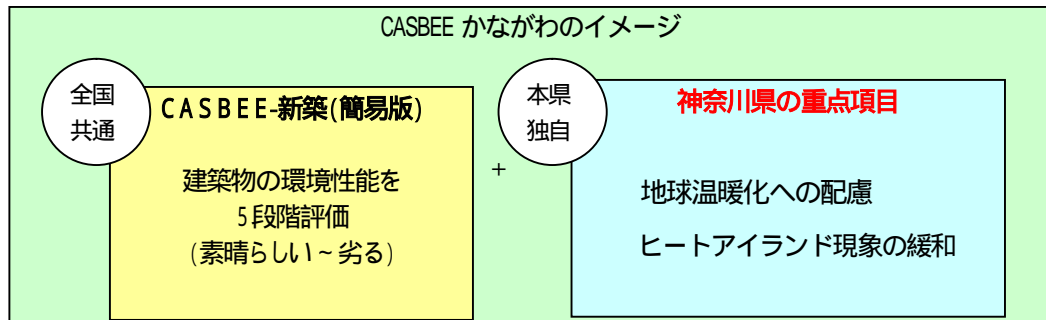 CASBEE かながわのイメージ
全国
共通
CASBEE-新築(簡易版)
建築物の環境性能を
5段階評価
(素晴らしい~劣る)
+
本県
独自
神奈川県の重点項目
地球温暖化への配慮
ヒートアイランド現象の緩和